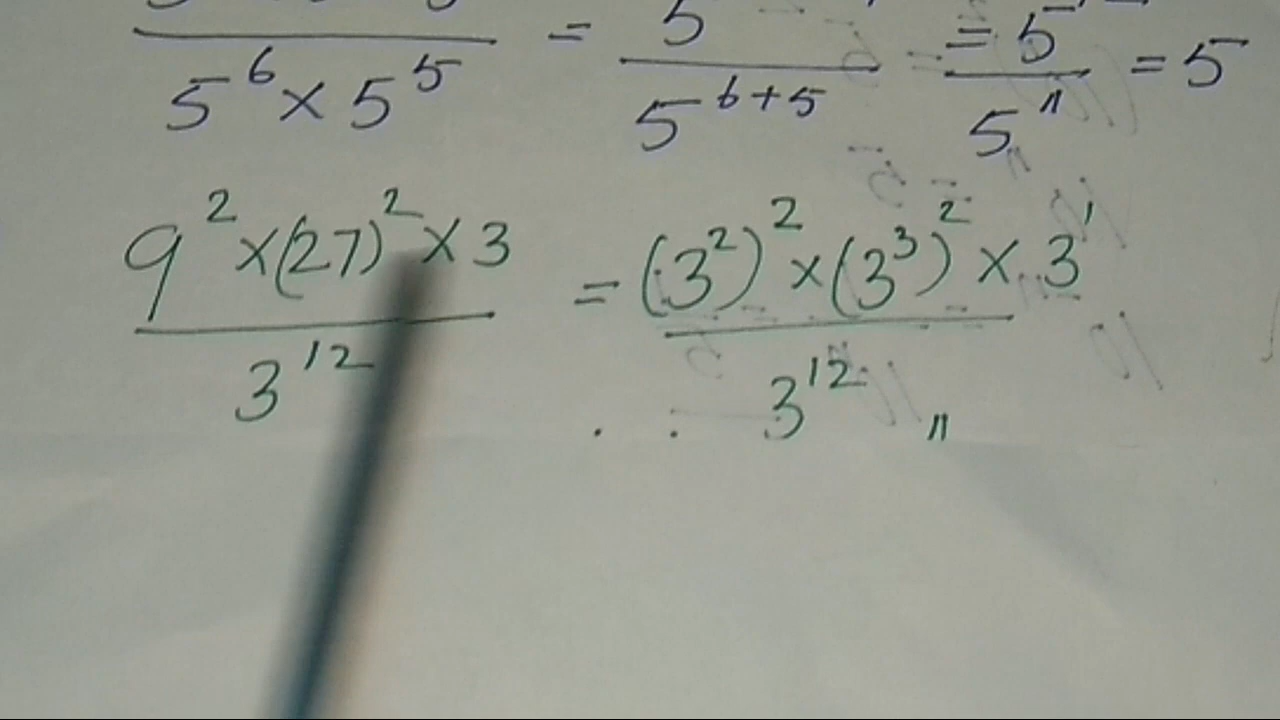 5^6 × 5^5 = 5 / 5^{6+5} = 5 / 5^{11} = 5
9^2 × (27)^2 × 3 / 3^{12} = (3^2)^2 × (3^3)^2 × 3^1 / 3^{12} "